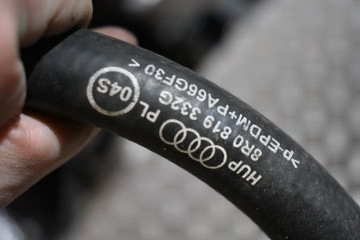 04S
HUP PL
8R0 819 332G
>p-EPDM+PA66GF30<